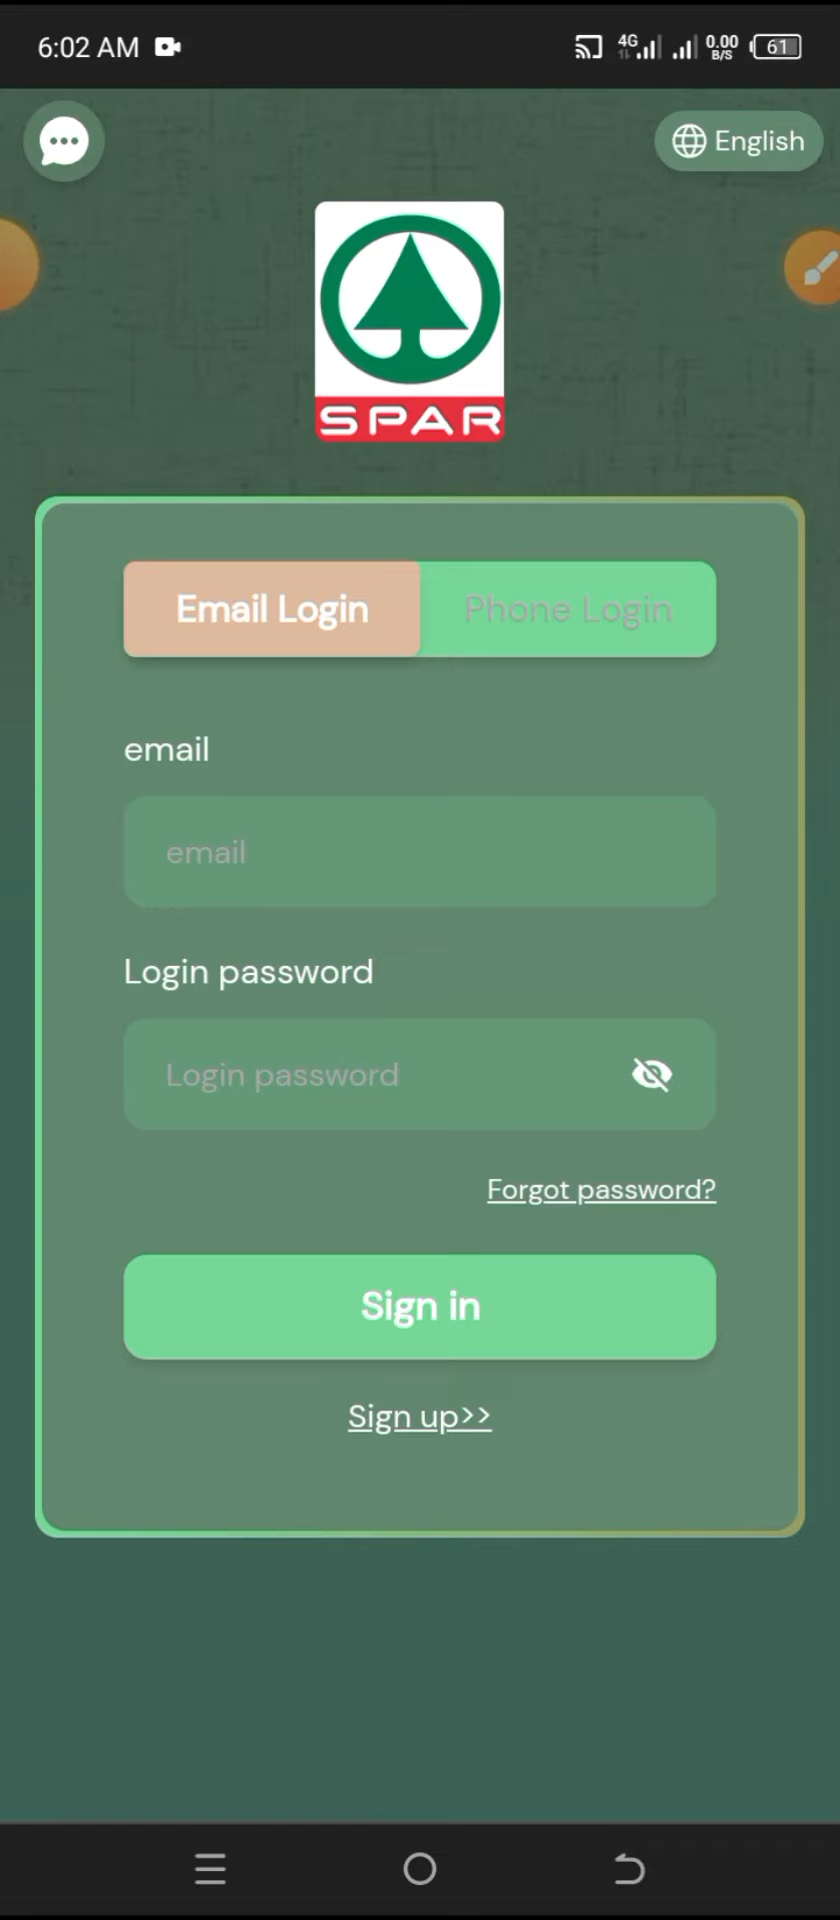 6:02 AM
4G
0.00
B/S
61
English
SPAR
Email Login
Phone Login
email
email
Login password
Login password
Forgot password?
Sign in
Sign up>>